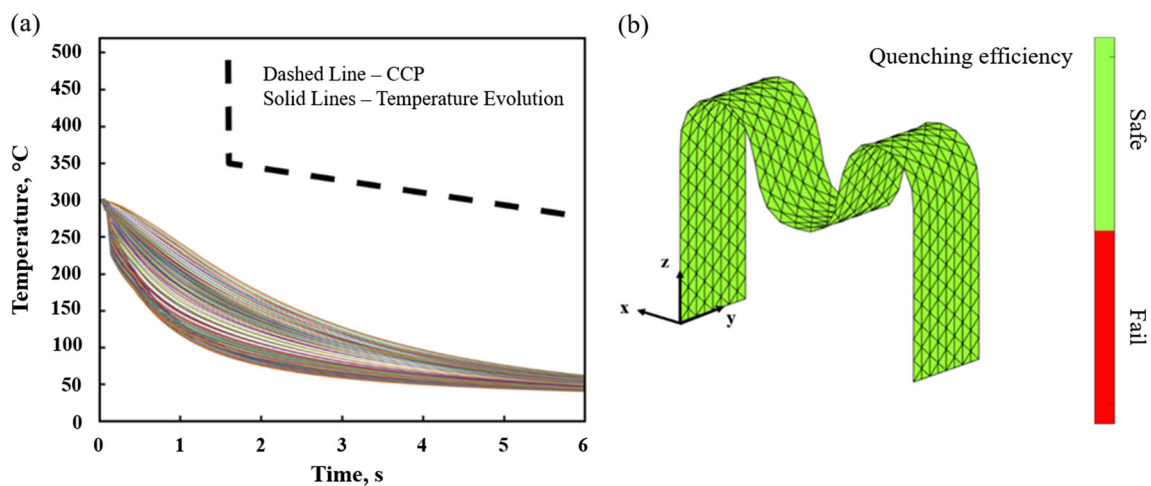 (a)
500
450
400
350
300
250
200
150
100
50
0
Temperature, °C
Dashed Line – CCP
Solid Lines – Temperature Evolution
0 1 2 3 4 5 6
Time, s
(b)
Quenching efficiency
Safe
Fail
z
x
y